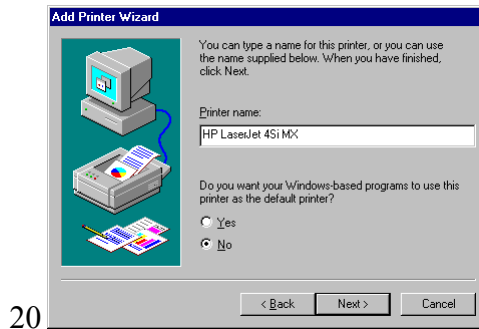 Add Printer Wizard
You can type a name for this printer, or you can use
the name supplied below. When you have finished,
click Next.
Printer name:
HP LaserJet 4Si MX
Do you want your Windows-based programs to use this
printer as the default printer?
Yes
No
< Back
Next >
Cancel
20